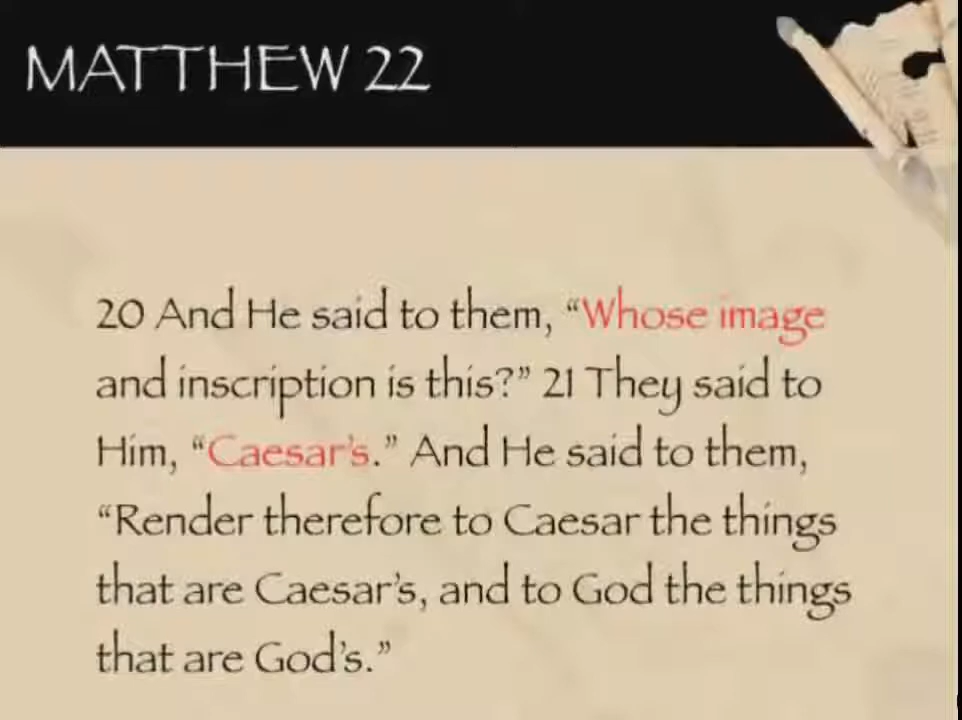 MATTHEW 22
20 And He said to them, “Whose image
and inscription is this?” 21 They said to
Him, “Caesar’s.” And He said to them,
“Render therefore to Caesar the things
that are Caesar’s, and to God the things
that are God’s.”